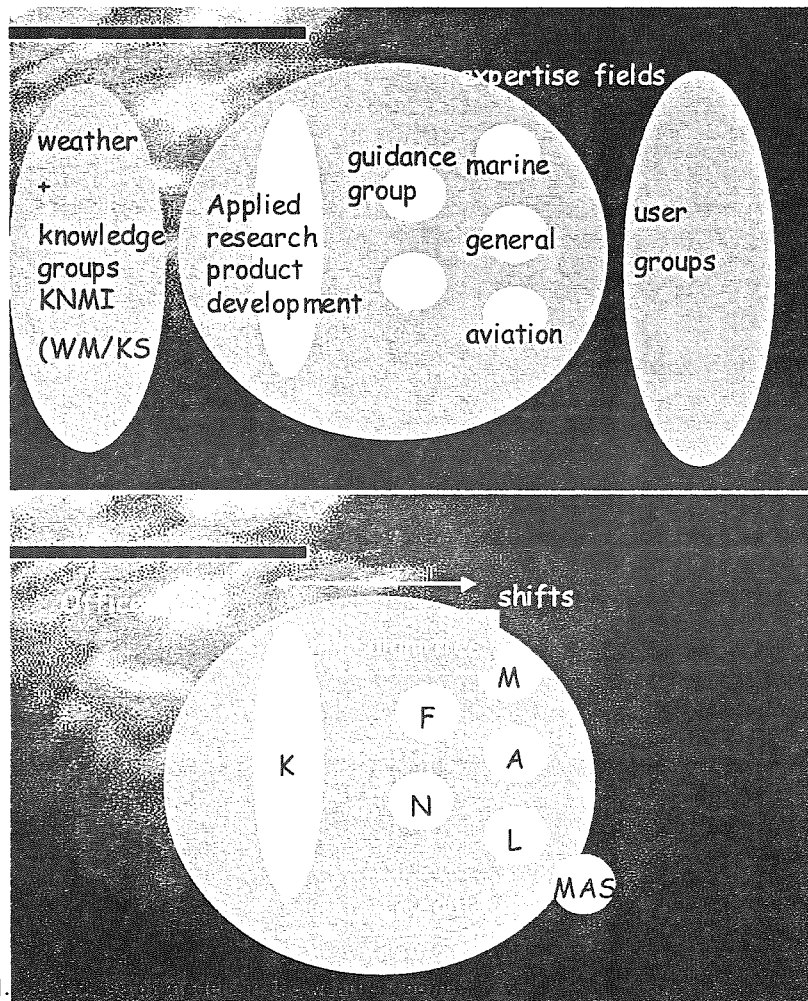 expertise fields
weather
+
knowledge
groups
KNMI
(WM/KS
Applied
research
product
development
guidance
group
marine
general
aviation
user
groups
Office
shifts
K
F
N
M
A
L
MAS